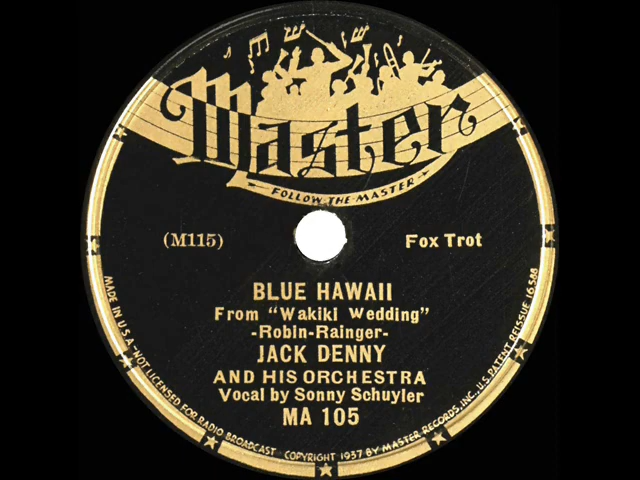 Master
FOLLOW THE MASTER
(M115)
Fox Trot
BLUE HAWAII
From "Wakiki Wedding"
-Robin-Rainger-
JACK DENNY
AND HIS ORCHESTRA
Vocal by Sonny Schuyler
MA 105
MADE IN U.S.A-NOT LICENSED FOR RADIO BROADCAST COPYRIGHT 1937 BY MASTER RECORDS, INC., U.S. PATENT REISSUE 16 588